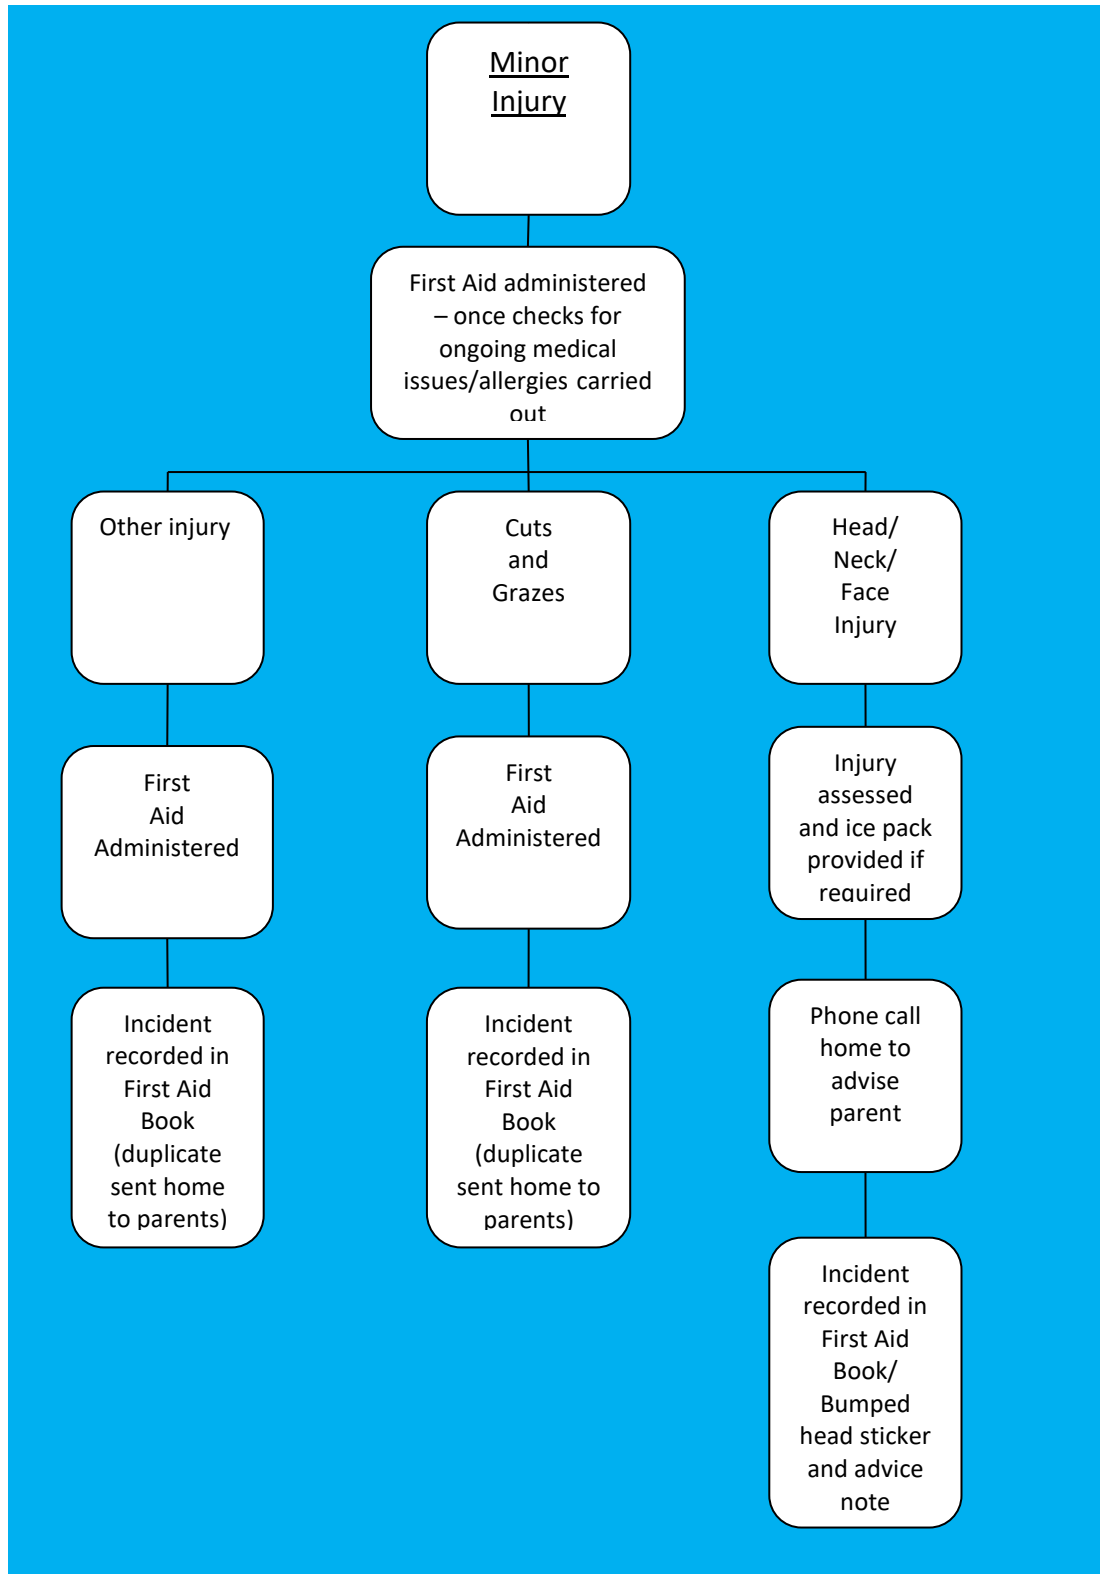 Minor
Injury
First Aid administered
– once checks for
ongoing medical
issues/allergies carried
out
Other injury
Cuts
and
Grazes
Head/
Neck/
Face
Injury
First
Aid
Administered
First
Aid
Administered
Injury
assessed
and ice pack
provided if
required
Incident
recorded in
First Aid
Book
(duplicate
sent home
to parents)
Incident
recorded in
First Aid
Book
(duplicate
sent home to
parents)
Phone call
home to
advise
parent
Incident
recorded in
First Aid
Book/
Bumped
head sticker
and advice
note